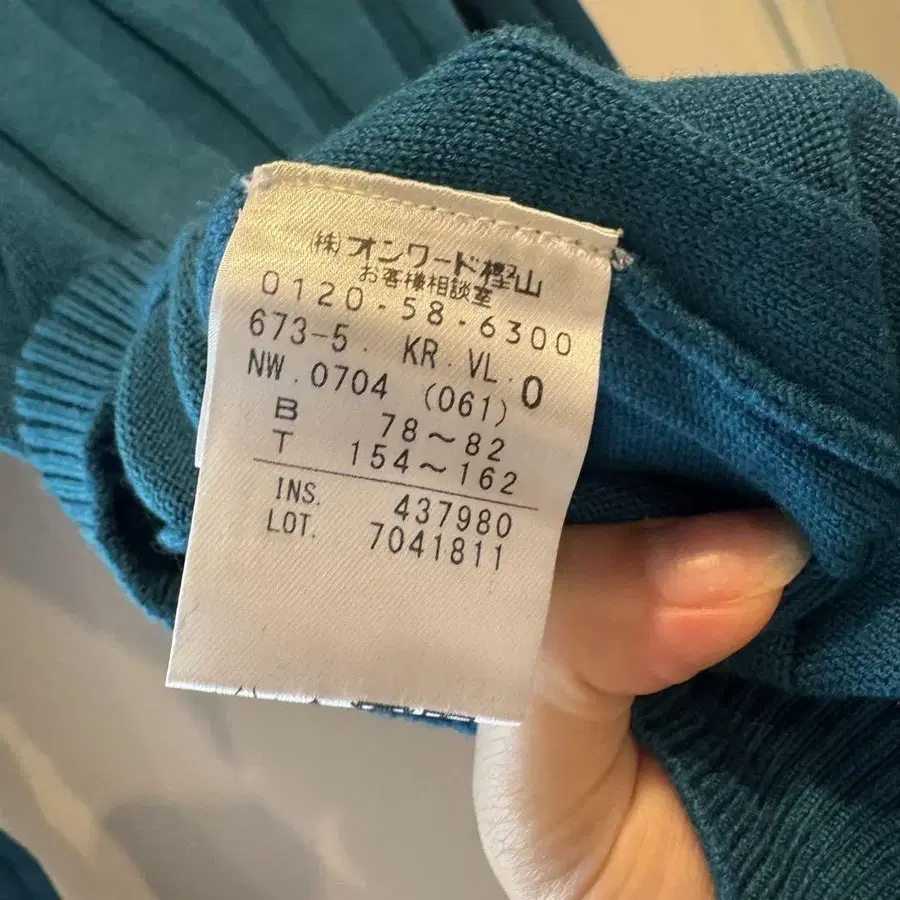 (株)オンワード樫山
お客様相談室
0120-58-6300
673-5. KR.VL.0
NW.0704 (061)
B 78~82
T 154~162
INS. 437980
LOT. 7041811